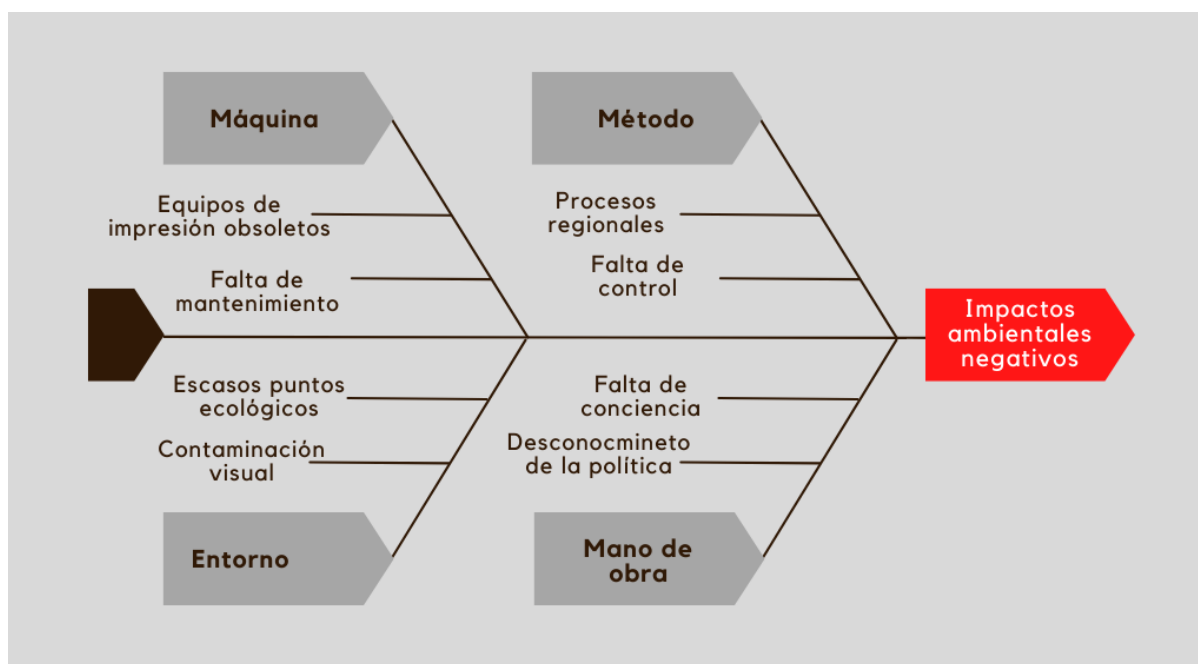 Máquina
Equipos de
impresión obsoletos
Falta de
mantenimiento
Método
Procesos
regionales
Falta de
control
Impactos
ambientales
negativos
Escasos puntos
ecológicos
Contaminación
visual
Entorno
Falta de
conciencia
Desconocmineto
de la política
Mano de
obra